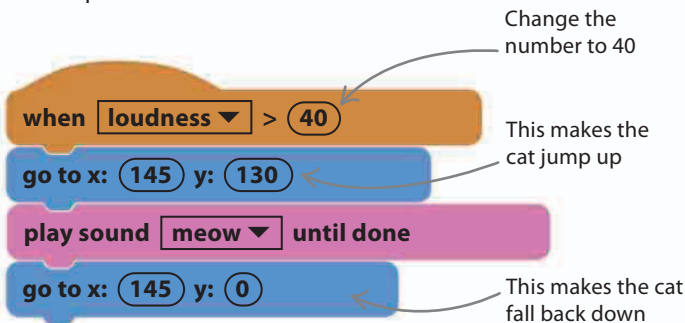 Change the
number to 40
when loudness > 40
This makes the
cat jump up
go to x: 145 y: 130
play sound meow until done
go to x: 145 y: 0
This makes the cat
fall back down